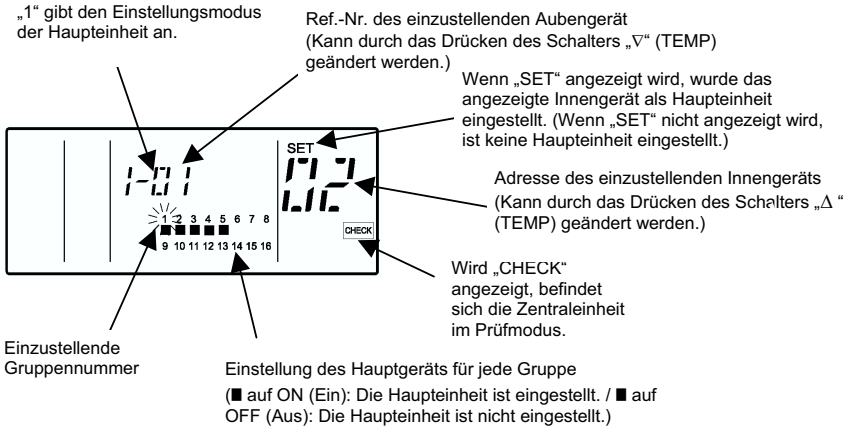 „1“ gibt den Einstellungsmodus
der Haupteinheit an.
Ref.-Nr. des einzustellenden Aubengerät
(Kann durch das Drücken des Schalters „∇“ (TEMP)
geändert werden.)
Wenn „SET“ angezeigt wird, wurde das
angezeigte Innengerät als Haupteinheit
eingestellt. (Wenn „SET“ nicht angezeigt wird,
ist keine Haupteinheit eingestellt.)
SET
1-01
02
Adresse des einzustellenden Innengeräts
(Kann durch das Drücken des Schalters „Δ “
(TEMP) geändert werden.)
1 2 3 4 5 6 7 8
■ ■ ■ ■ ■
9 10 11 12 13 14 15 16
CHECK
Wird „CHECK“
angezeigt, befindet
sich die Zentraleinheit
im Prüfmodus.
Einzustellende
Gruppennummer
Einstellung des Hauptgeräts für jede Gruppe
(■ auf ON (Ein): Die Haupteinheit ist eingestellt. / ■ auf
OFF (Aus): Die Haupteinheit ist nicht eingestellt.)